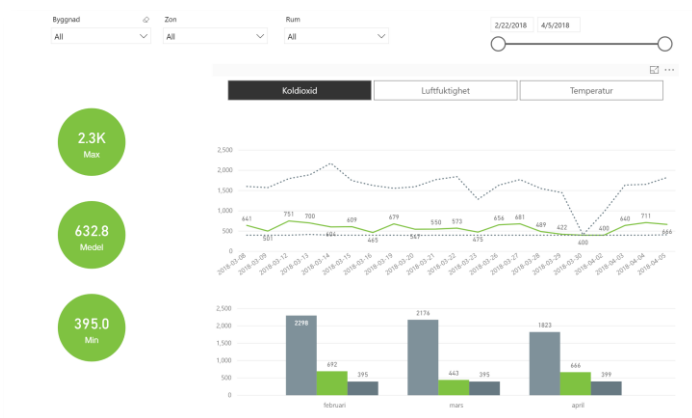 Byggnad Zon Rum
All All All
2/22/2018 4/5/2018
Koldioxid Luftfuktighet Temperatur
2.3K
Max
632.8
Medel
395.0
Min
2,500
2,000
1,500
1,000
500
0
641 501 751 700 604 609 465 679 547 550 573 475 656 681 489 422 400 400 640 711 666
2018-03-08 2018-03-09 2018-03-12 2018-03-13 2018-03-14 2018-03-15 2018-03-16 2018-03-19 2018-03-20 2018-03-21 2018-03-22 2018-03-23 2018-03-26 2018-03-27 2018-03-28 2018-03-29 2018-03-30 2018-04-02 2018-04-03 2018-04-04 2018-04-05
2,500
2,000
1,500
1,000
500
0
2298 692 395 2174 443 395 1823 666 399
februari mars april